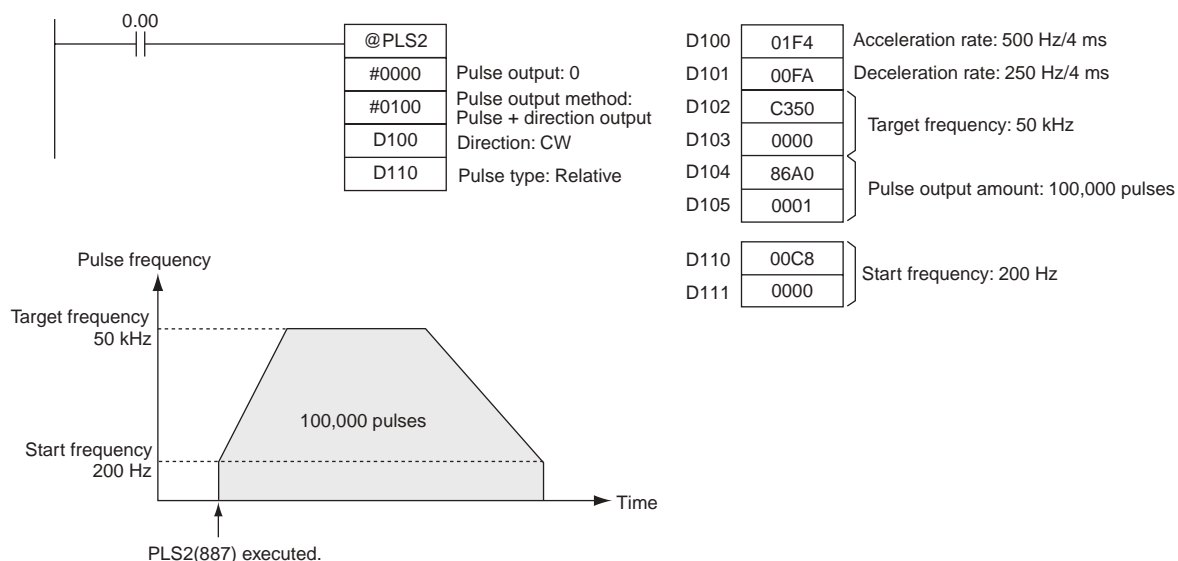 0.00
@PLS2
#0000 Pulse output: 0
#0100 Pulse output method:
Pulse + direction output
D100 Direction: CW
D110 Pulse type: Relative
D100 01F4 Acceleration rate: 500 Hz/4 ms
D101 00FA Deceleration rate: 250 Hz/4 ms
D102 C350
D103 0000
Target frequency: 50 kHz
D104 86A0
D105 0001
Pulse output amount: 100,000 pulses
D110 00C8
D111 0000
Start frequency: 200 Hz
Pulse frequency
Target frequency
50 kHz
100,000 pulses
Start frequency
200 Hz
Time
PLS2(887) executed.